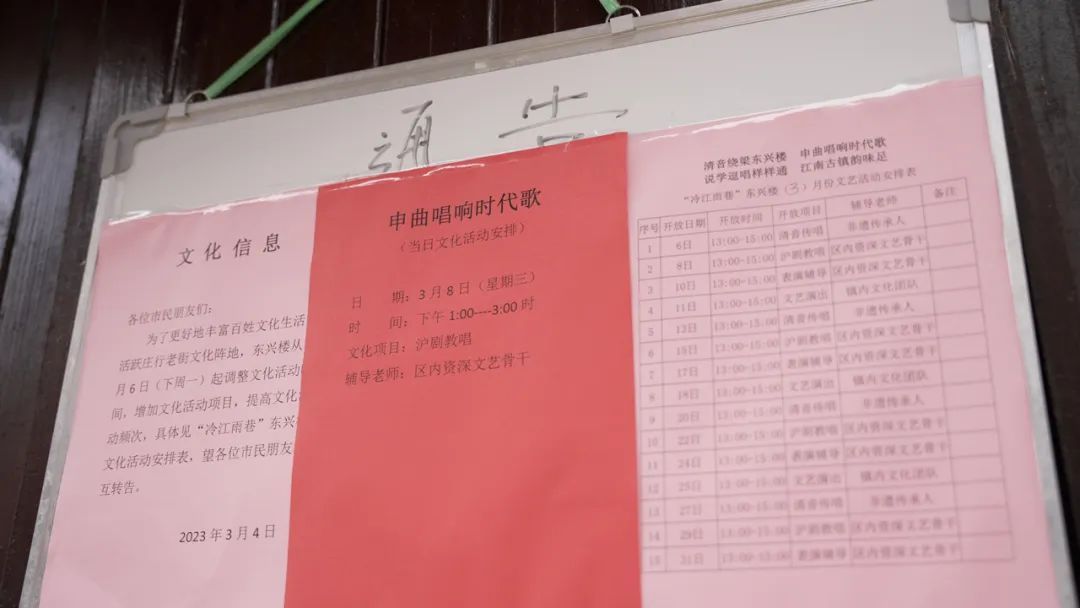 通告
文化信息
各位市民朋友们：
为了更好地丰富百姓文化生活
活跃庄行老街文化阵地，东兴楼从
月6日（下周一）起调整文化活动
间，增加文化活动项目，提高文化
动频次，具体见“冷江雨巷”东兴
文化活动安排表，望各位市民朋友
互转告。
2023年3月4日
申曲唱响时代歌
（当日文化活动安排）
日 期：3月8日（星期三）
时 间：下午1:00----3:00时
文化项目：沪剧教唱
辅导老师：区内资深文艺骨干
清音绕梁东兴楼 申曲唱响时代歌
说学逗唱样样通 江南古镇韵味足
“冷江雨巷”东兴楼（3）月份文艺活动安排表
序号 开放日期 开放时间 开放项目 辅导老师 备注
1 6日 13:00-15:00 清音传唱 非遗传承人
2 8日 13:00-15:00 沪剧教唱 区内资深文艺骨干
3 10日 13:00-15:00 表演辅导 区内资深文艺骨干
4 11日 13:00-15:00 文艺演出 镇内文化团队
5 13日 13:00-15:00 清音传唱 非遗传承人
6 15日 13:00-15:00 沪剧教唱 区内资深文艺骨干
7 17日 13:00-15:00 表演辅导 区内资深文艺骨干
8 18日 13:00-15:00 文艺演出 镇内文化团队
9 20日 13:00-15:00 清音传唱 非遗传承人
10 22日 13:00-15:00 沪剧教唱 区内资深文艺骨干
11 24日 13:00-15:00 表演辅导 区内资深文艺骨干
12 25日 13:00-15:00 文艺演出 镇内文化团队
13 27日 13:00-15:00 清音传唱 非遗传承人
14 29日 13:00-15:00 沪剧教唱 区内资深文艺骨干
15 31日 13:00-15:00 表演辅导 区内资深文艺骨干